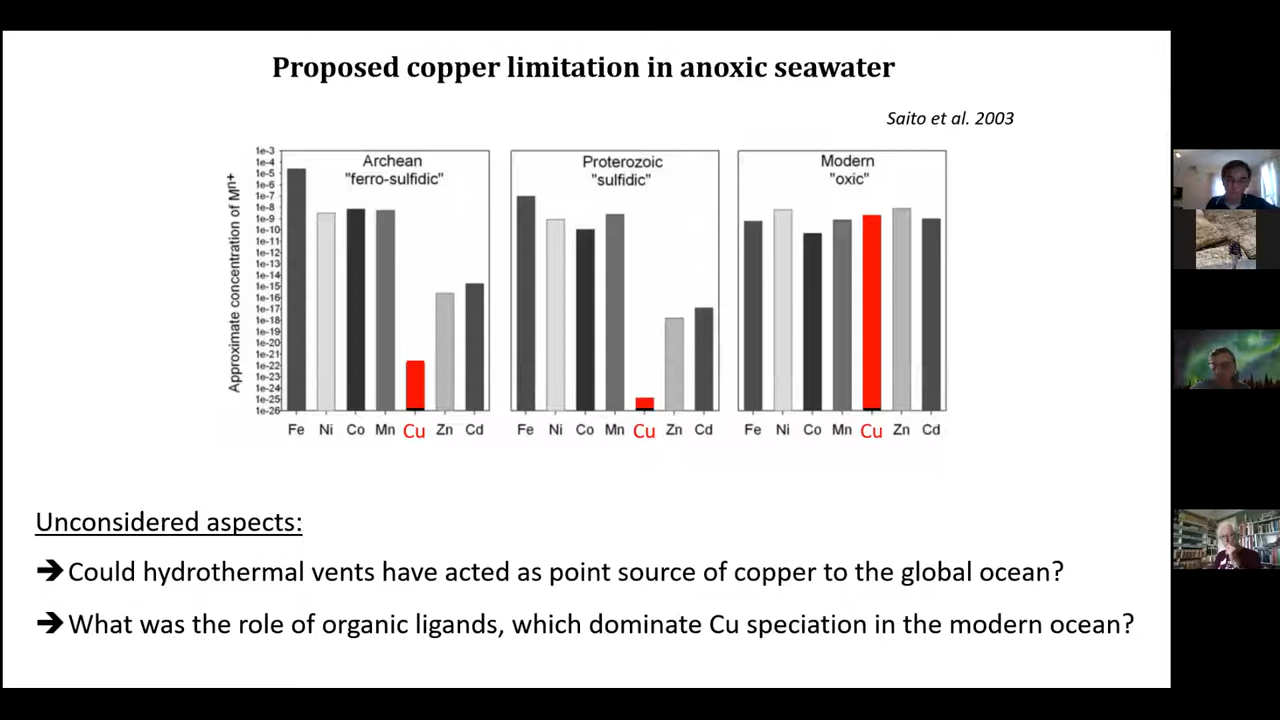 Proposed copper limitation in anoxic seawater
Saito et al. 2003
Approximate concentration of Mn+
1e-3
1e-4
1e-5
1e-6
1e-7
1e-8
1e-9
1e-10
1e-11
1e-12
1e-13
1e-14
1e-15
1e-16
1e-17
1e-18
1e-19
1e-20
1e-21
1e-22
1e-23
1e-24
1e-25
1e-26
Archean
"ferro-sulfidic"
Fe Ni Co Mn Cu Zn Cd
Proterozoic
"sulfidic"
Fe Ni Co Mn Cu Zn Cd
Modern
"oxic"
Fe Ni Co Mn Cu Zn Cd
Unconsidered aspects:
➔Could hydrothermal vents have acted as point source of copper to the global ocean?
➔What was the role of organic ligands, which dominate Cu speciation in the modern ocean?